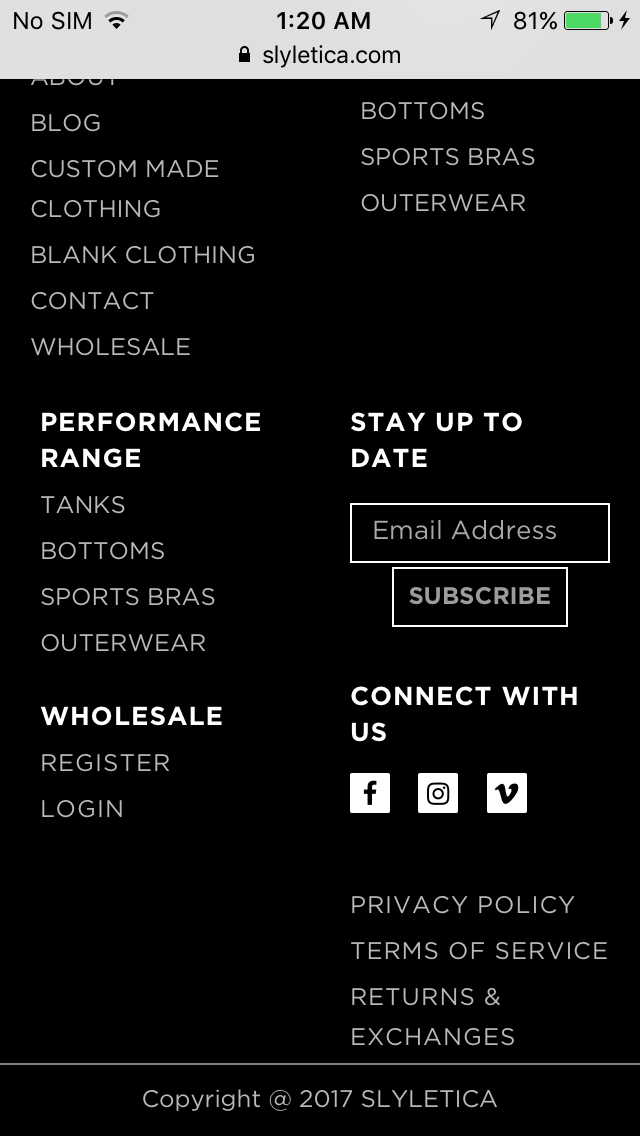 No SIM 1:20 AM 81%
slyletica.com
ABOUT
BLOG
CUSTOM MADE
CLOTHING
BLANK CLOTHING
CONTACT
WHOLESALE
BOTTOMS
SPORTS BRAS
OUTERWEAR
PERFORMANCE
RANGE
TANKS
BOTTOMS
SPORTS BRAS
OUTERWEAR
STAY UP TO
DATE
Email Address
SUBSCRIBE
WHOLESALE
REGISTER
LOGIN
CONNECT WITH
US
PRIVACY POLICY
TERMS OF SERVICE
RETURNS &
EXCHANGES
Copyright @ 2017 SLYLETICA